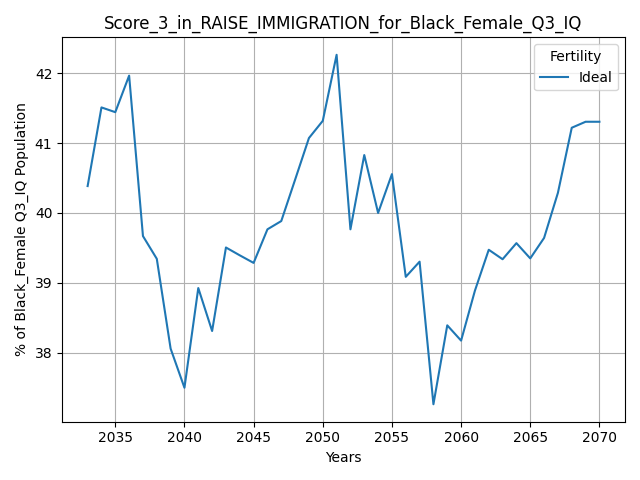 Score_3_in_RAISE_IMMIGRATION_for_Black_Female_Q3_IQ
Fertility
Ideal
42
41
40
39
38
% of Black_Female Q3_IQ Population
2035 2040 2045 2050 2055 2060 2065 2070
Years